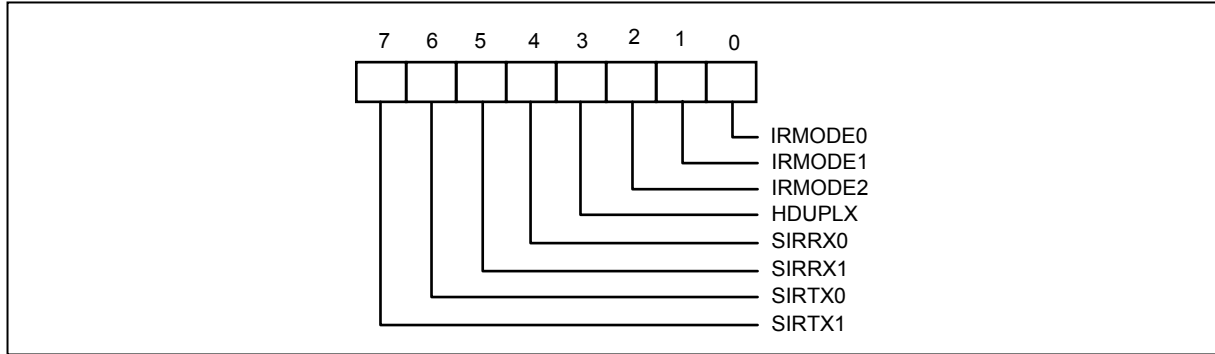 7 6 5 4 3 2 1 0
IRMODE0
IRMODE1
IRMODE2
HDUPLX
SIRRX0
SIRRX1
SIRTX0
SIRTX1